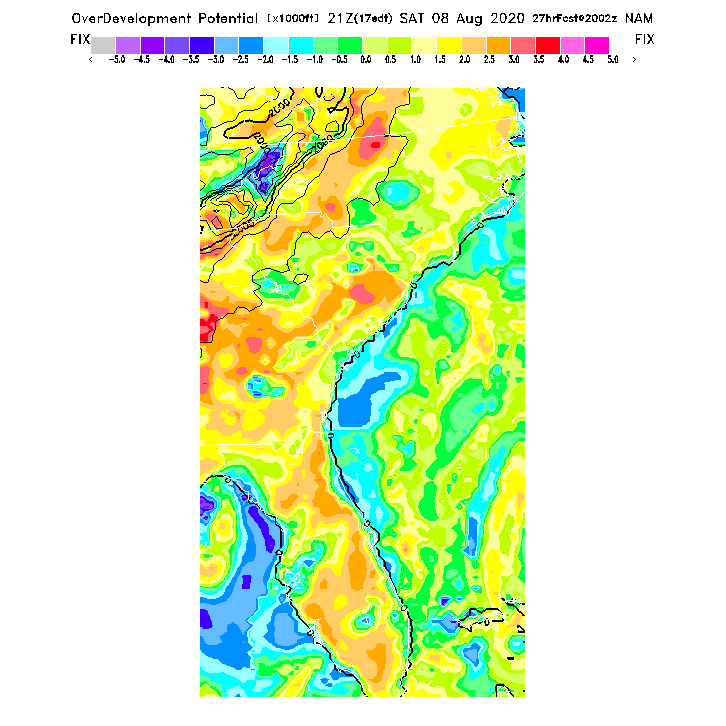 OverDevelopment Potential [x1000ft] 21Z(17edt) SAT 08 Aug 2020 27hrFcst@2002z NAM
FIX FIX
< -5.0 -4.5 -4.0 -3.5 -3.0 -2.5 -2.0 -1.5 -1.0 -0.5 0.0 0.5 1.0 1.5 2.0 2.5 3.0 3.5 4.0 4.5 5.0 >
2000